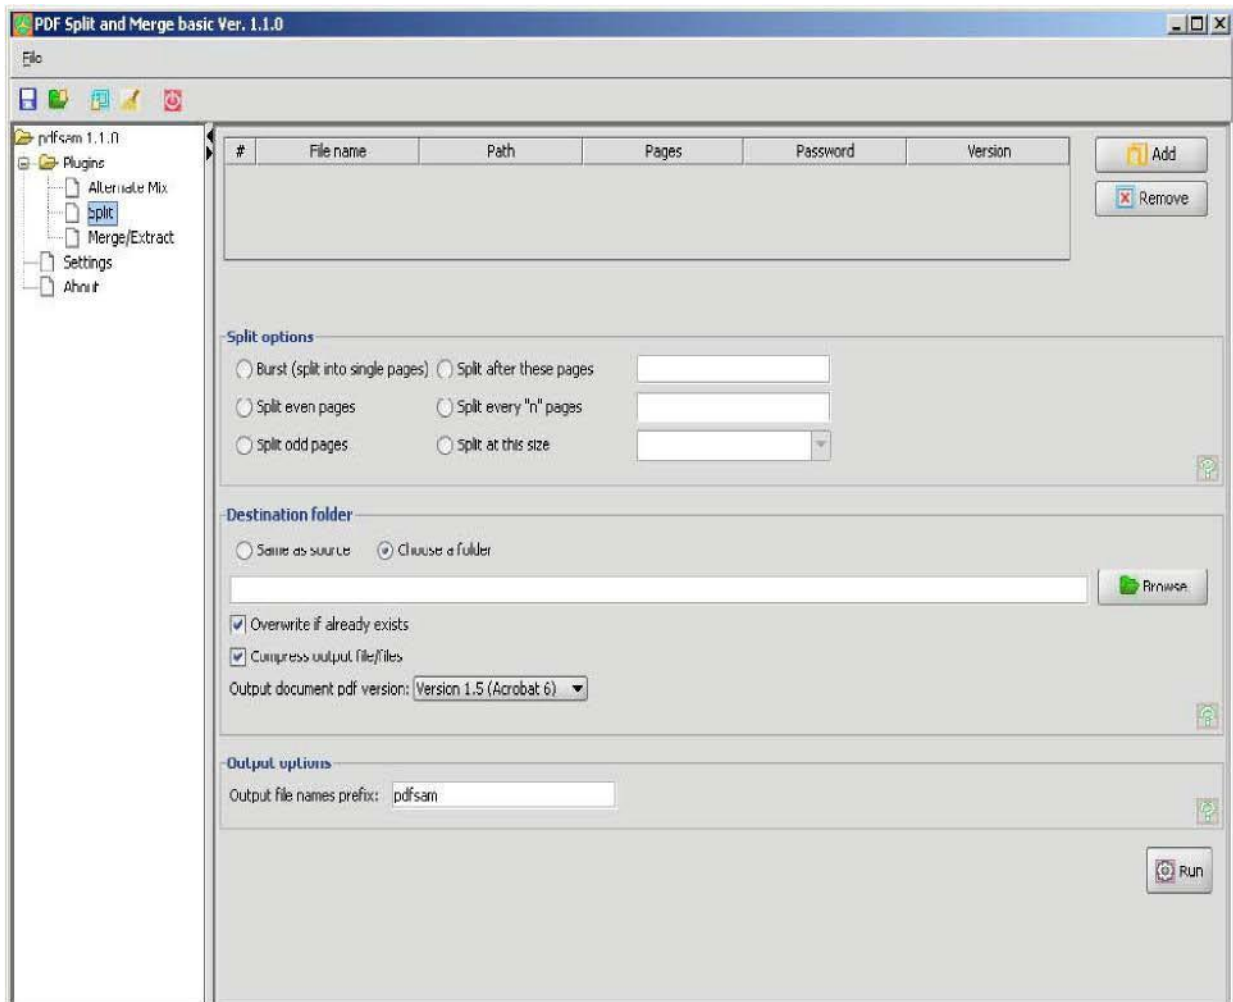 PDF Split and Merge basic Ver. 1.1.0
File
pdfsam 1.1.0
Plugins
Alternate Mix
Split
Merge/Extract
Settings
About
# File name Path Pages Password Version
Add
Remove
Split options
Burst (split into single pages) Split after these pages
Split even pages Split every "n" pages
Split odd pages Split at this size
Destination folder
Same as source Choose a folder
Browse
Overwrite if already exists
Compress output file/files
Output document pdf version: Version 1.5 (Acrobat 6)
Output options
Output file names prefix: pdfsam
Run